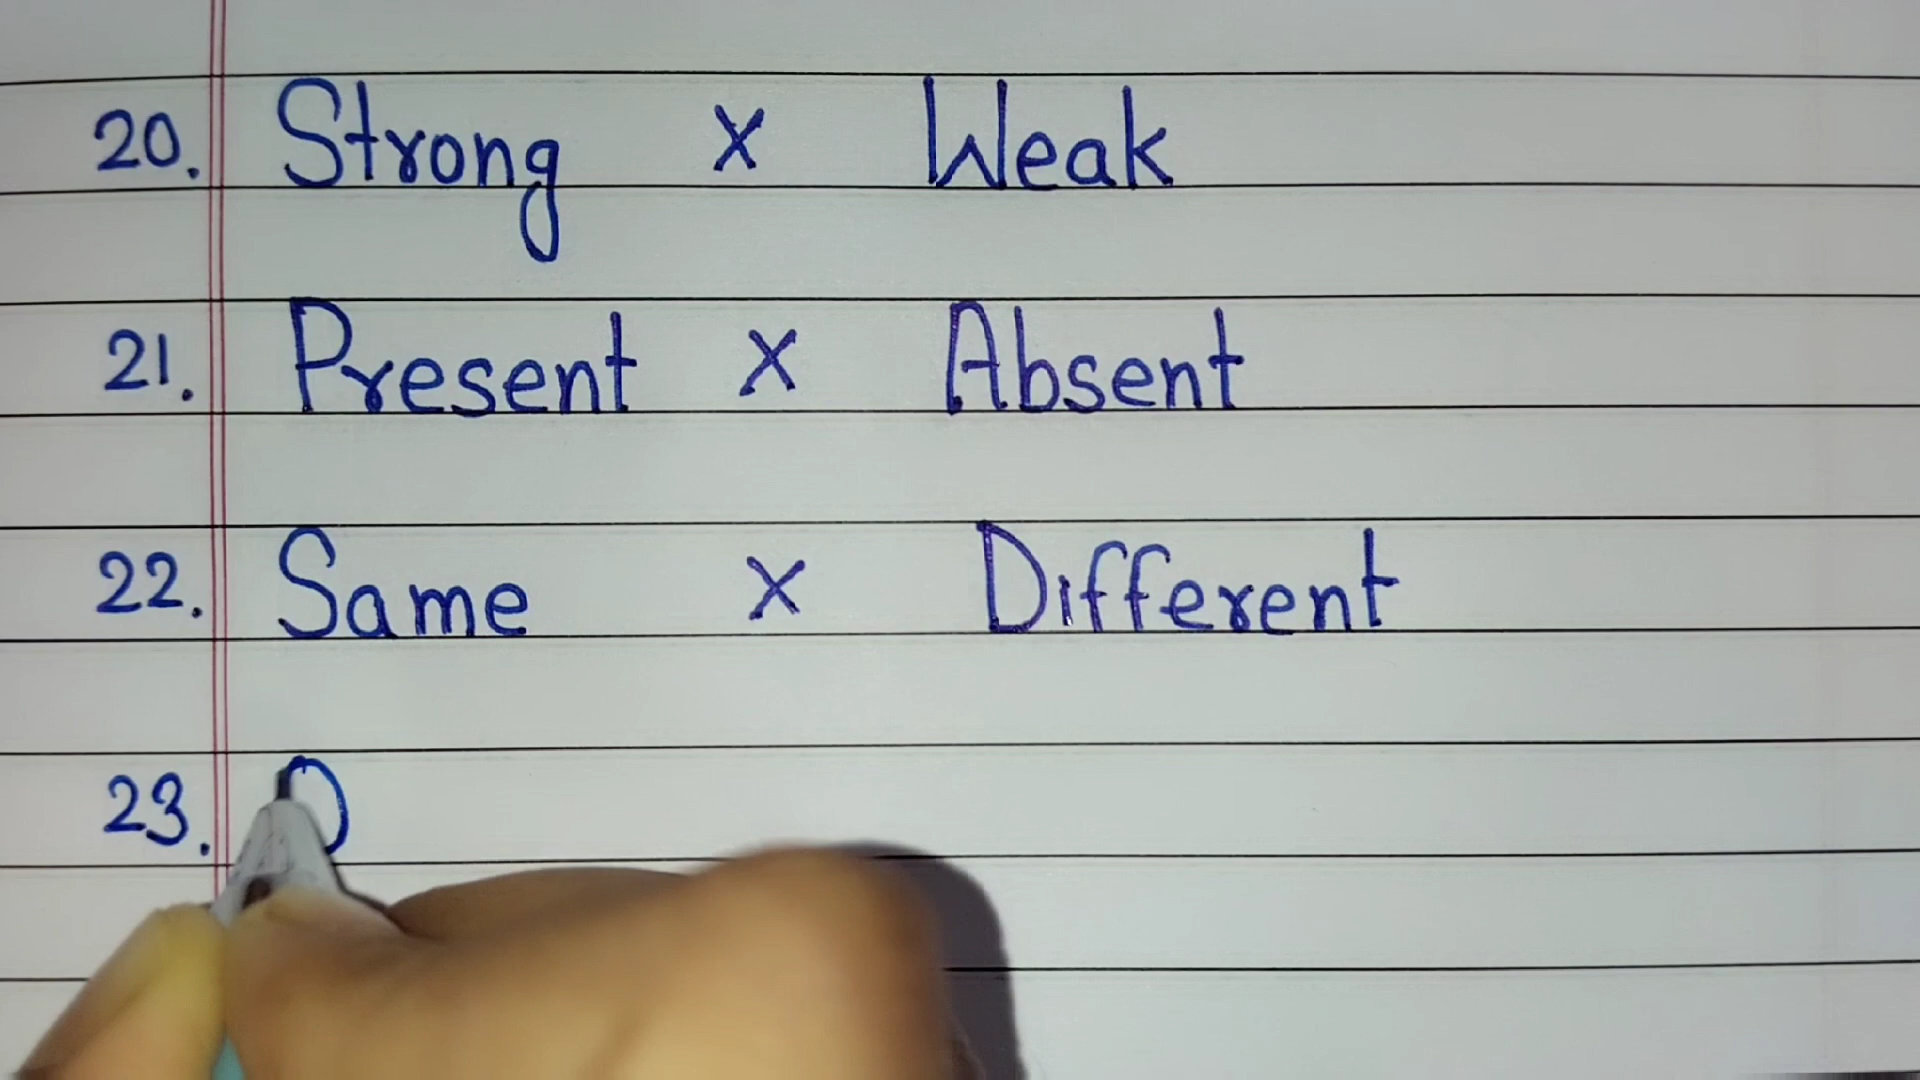 20. Strong x Weak
21. Present x Absent
22. Same x Different
23.